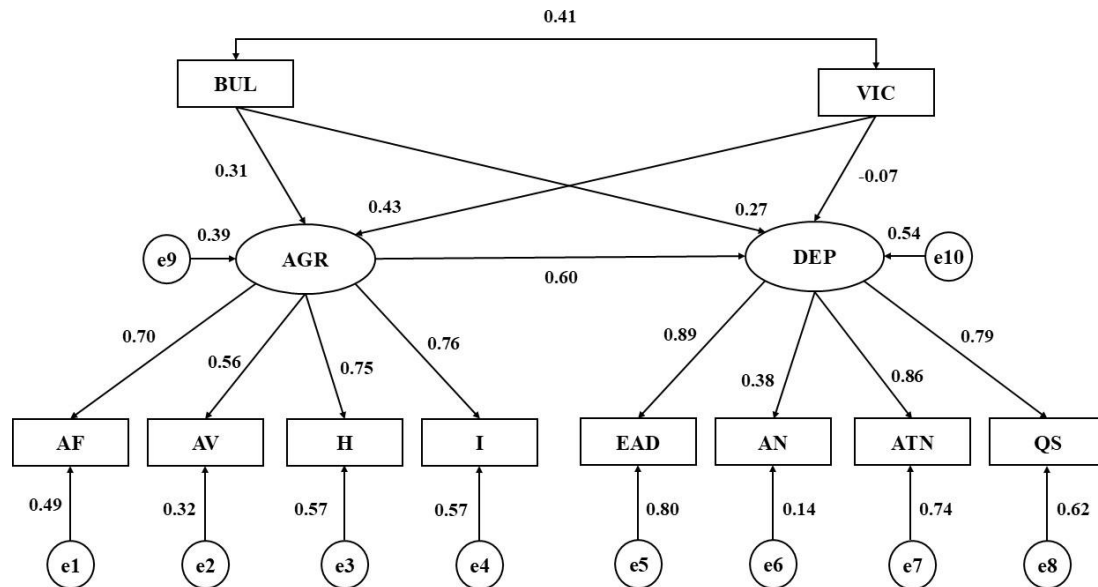 0.41
BUL
VIC
0.31
0.43
0.27
-0.07
e9
0.39
AGR
0.60
DEP
0.54
e10
0.70
0.56
0.75
0.76
0.89
0.38
0.86
0.79
AF
AV
H
I
EAD
AN
ATN
QS
0.49
0.32
0.57
0.57
0.80
0.14
0.74
0.62
e1
e2
e3
e4
e5
e6
e7
e8